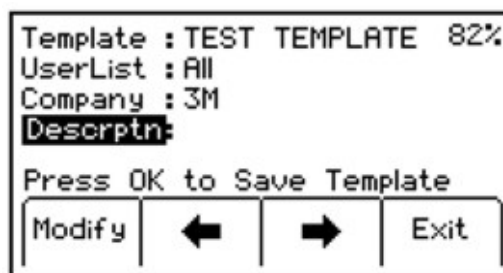 Template : TEST TEMPLATE 82%
UserList : All
Company : 3M
Descrptn:
Press OK to Save Template
Modify ← → Exit